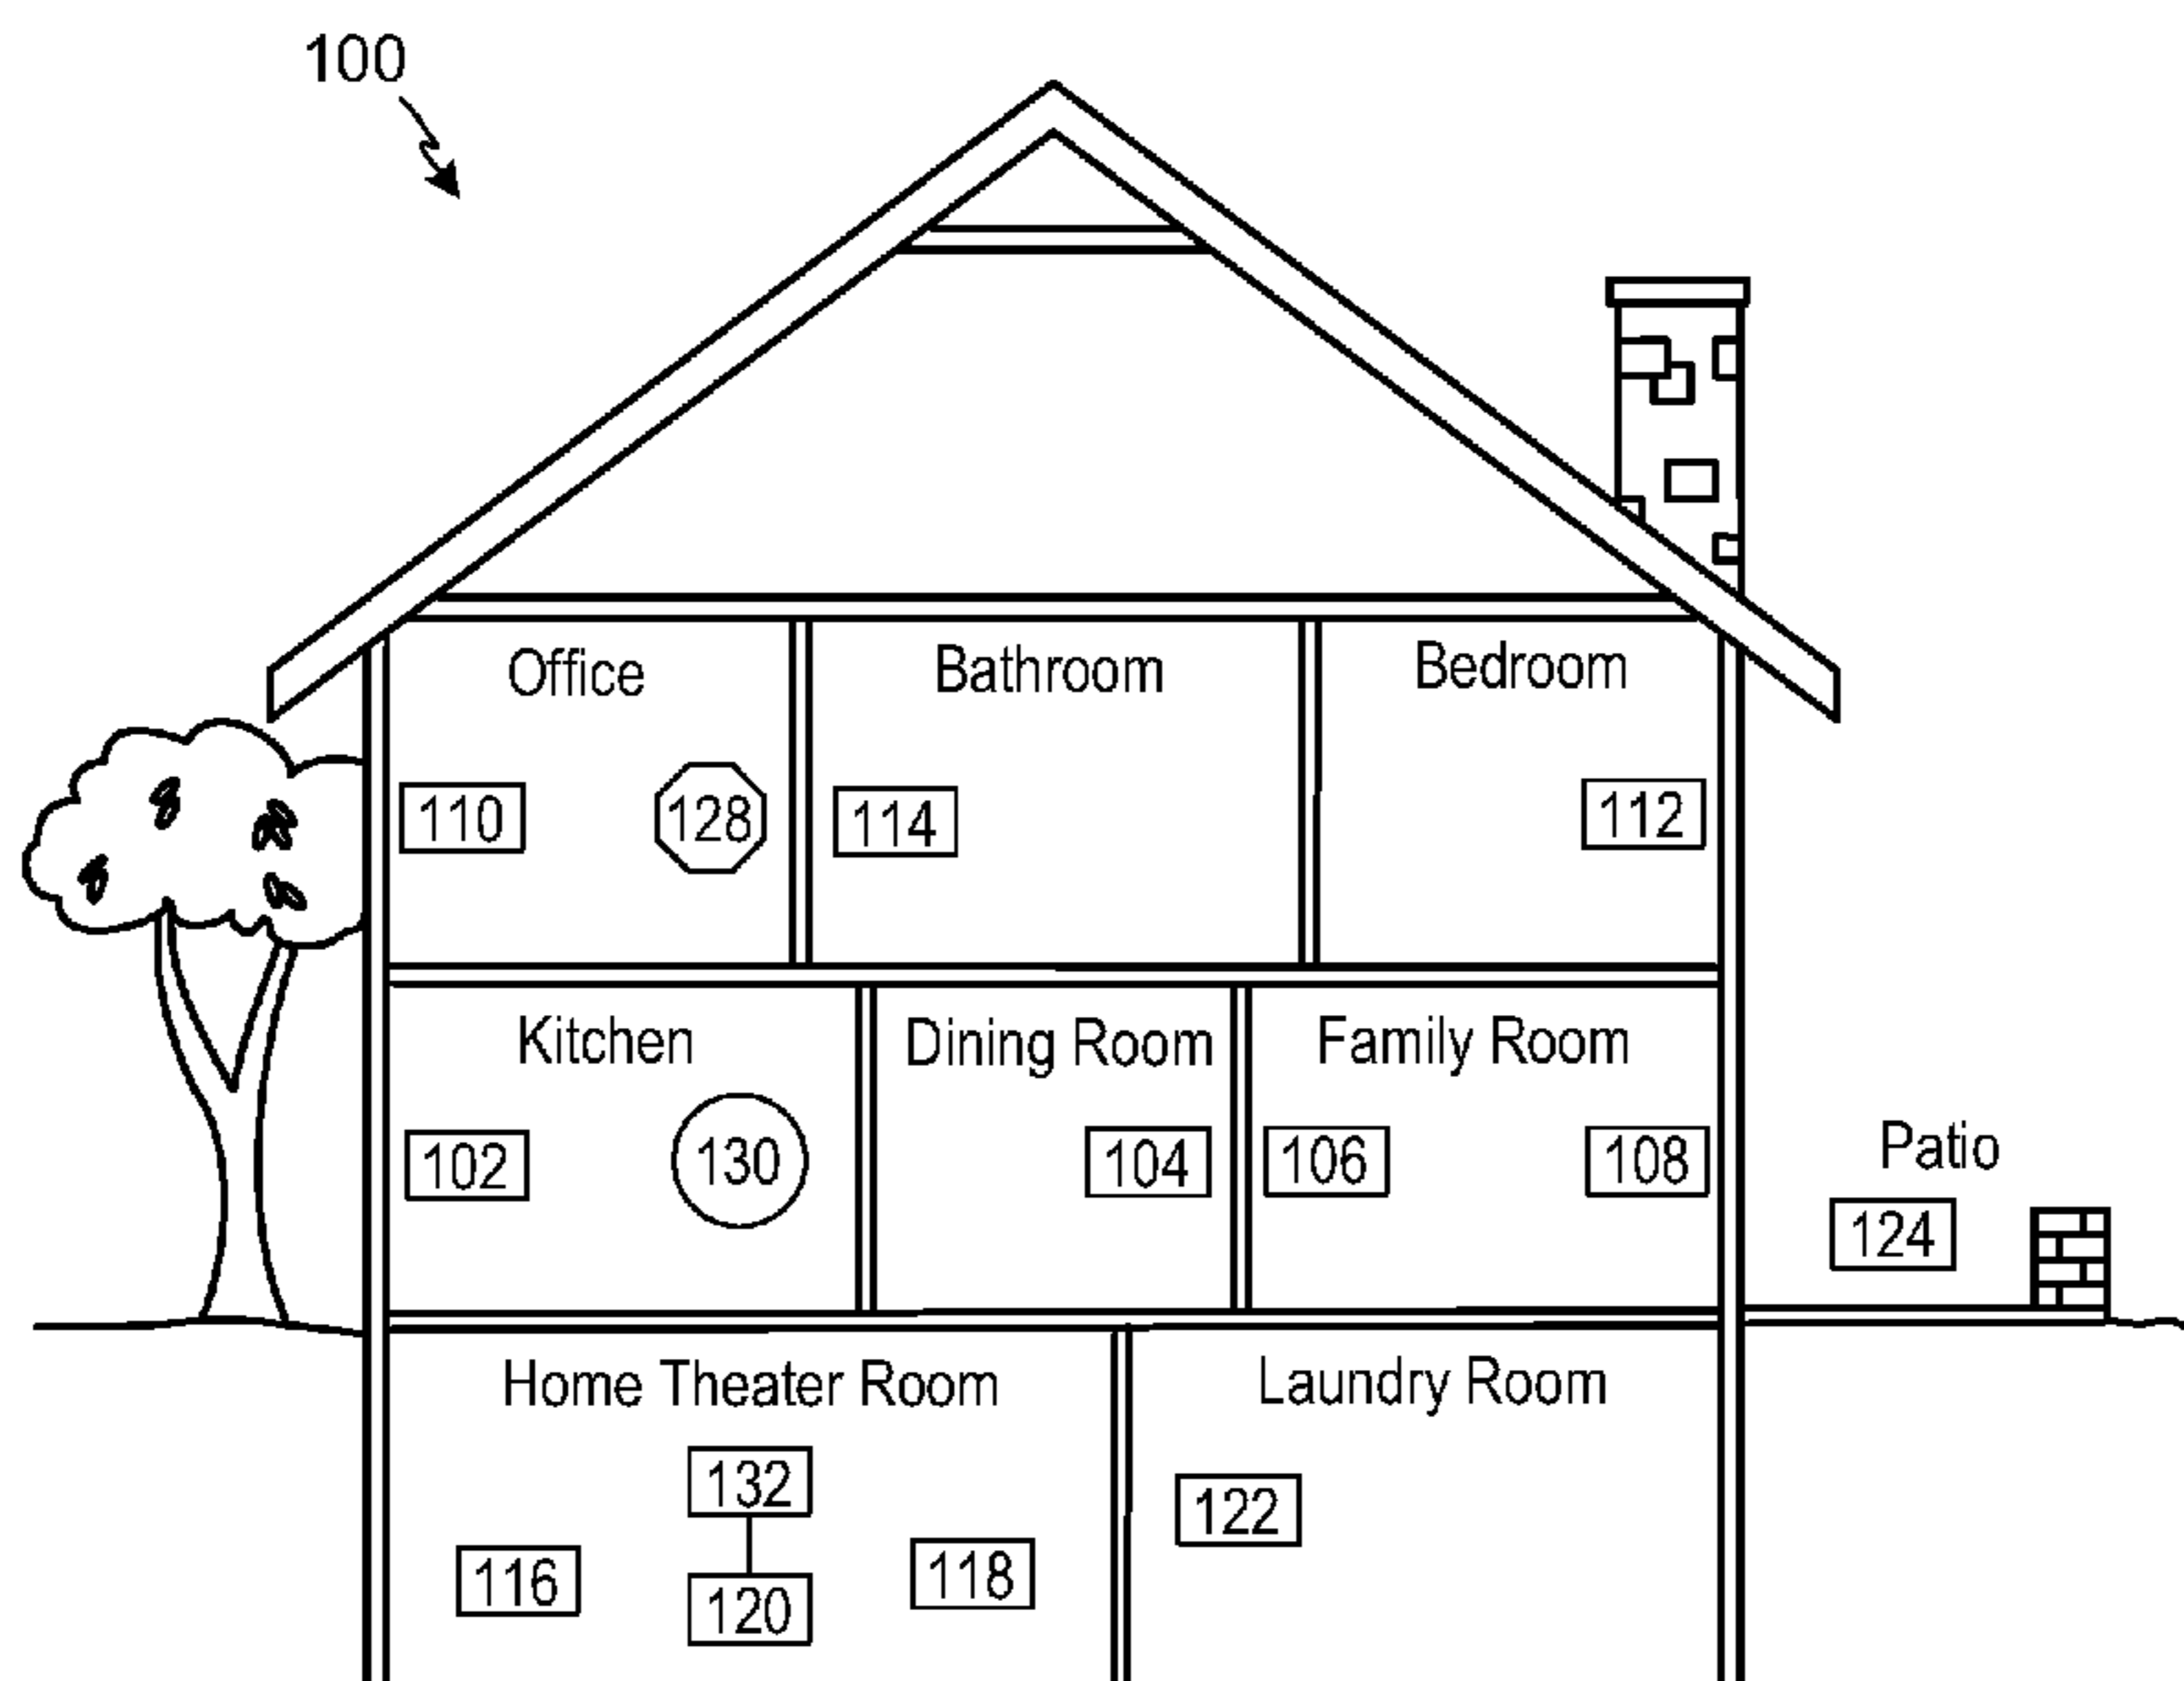 100
Office
Bathroom
Bedroom
110
128
114
112
Kitchen
Dining Room
Family Room
102
130
104
106
108
Patio
124
Home Theater Room
Laundry Room
132
122
116
120
118